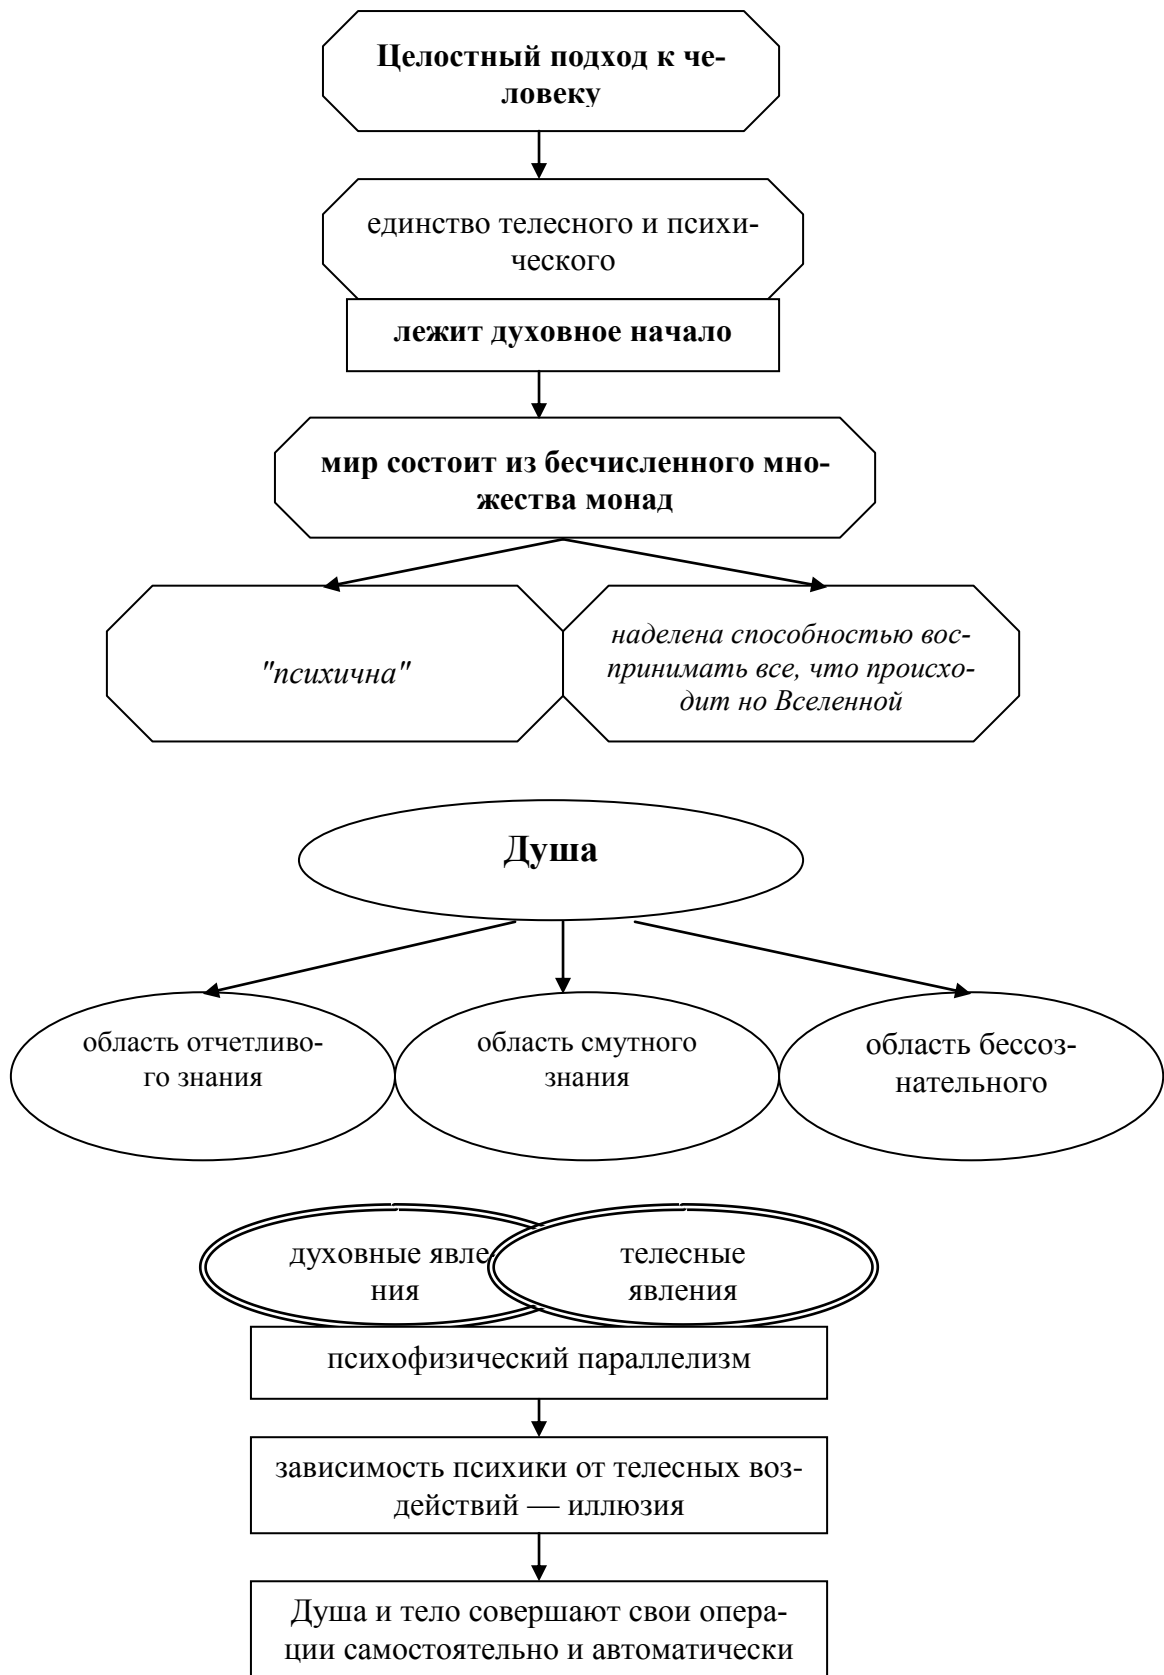 Целостный подход к че-
ловеку
единство телесного и психи-
ческого
лежит духовное начало
мир состоит из бесчисленного мно-
жества монад
"психична"
наделена способностью вос-
принимать все, что происхо-
дит но Вселенной
Душа
область отчетливо-
го знания
область смутного
знания
область бессоз-
нательного
духовные явле-
ния
телесные
явления
психофизический параллелизм
зависимость психики от телесных воз-
действий — иллюзия
Душа и тело совершают свои опера-
ции самостоятельно и автоматически